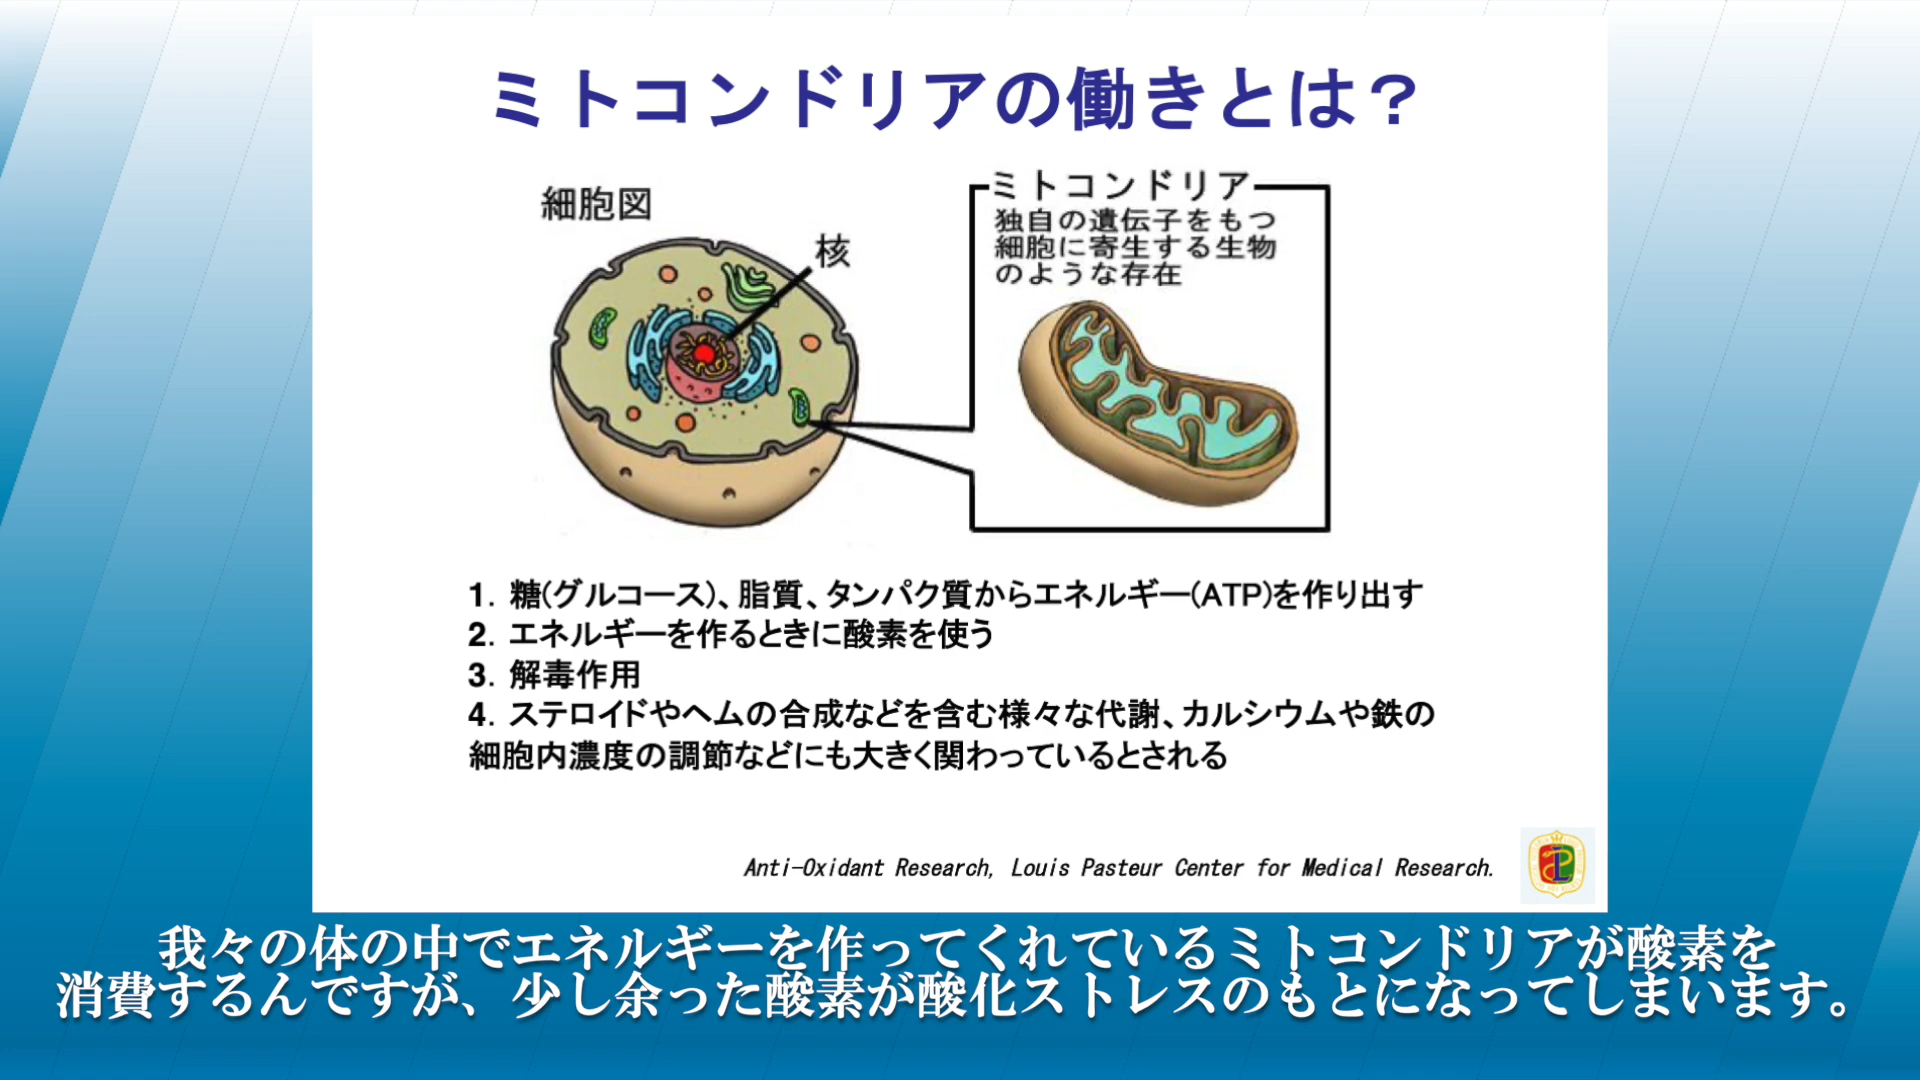 ミトコンドリアの働きとは？
細胞図
核
ミトコンドリア
独自の遺伝子をもつ
細胞に寄生する生物
のような存在
1. 糖(グルコース)、脂質、タンパク質からエネルギー(ATP)を作り出す
2. エネルギーを作るときに酸素を使う
3. 解毒作用
4. ステロイドやヘムの合成などを含む様々な代謝、カルシウムや鉄の
細胞内濃度の調節などにも大きく関わっているとされる
Anti-Oxidant Research, Louis Pasteur Center for Medical Research.
我々の体の中でエネルギーを作ってくれているミトコンドリアが酸素を
消費するんですが、少し余った酸素が酸化ストレスのもとになってしまいます。